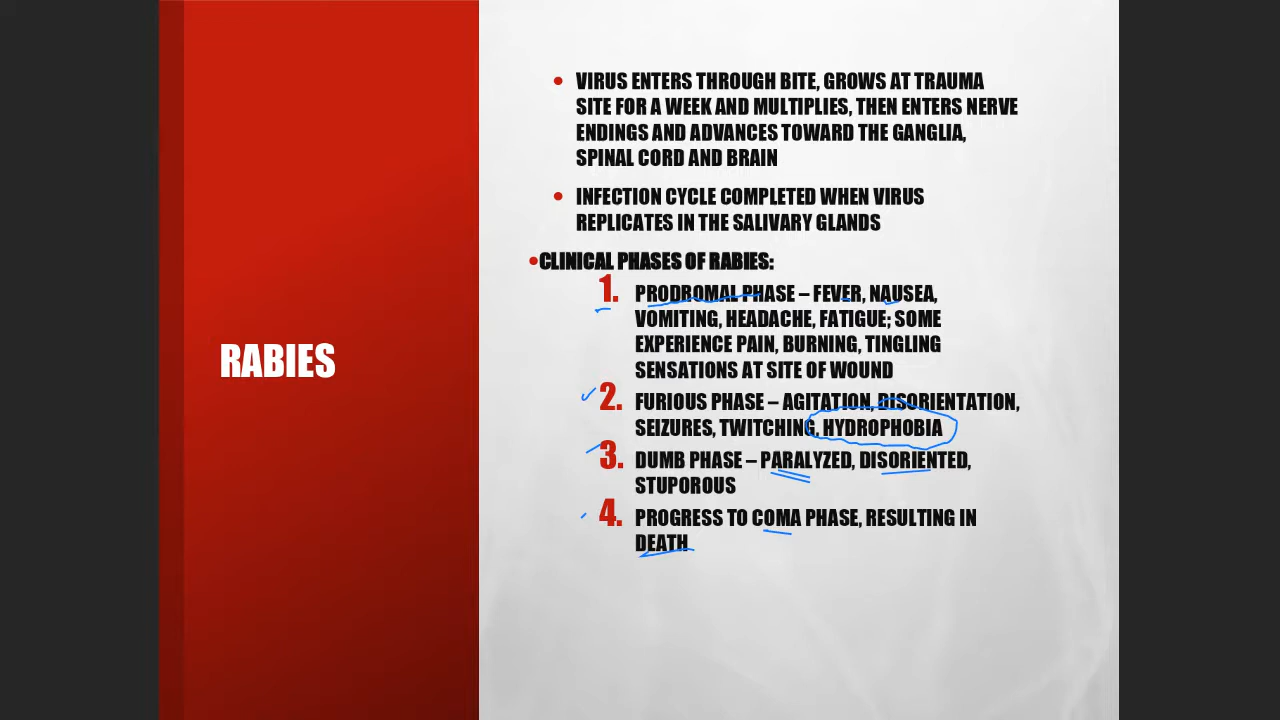 RABIES
• VIRUS ENTERS THROUGH BITE, GROWS AT TRAUMA
SITE FOR A WEEK AND MULTIPLIES, THEN ENTERS NERVE
ENDINGS AND ADVANCES TOWARD THE GANGLIA,
SPINAL CORD AND BRAIN
• INFECTION CYCLE COMPLETED WHEN VIRUS
REPLICATES IN THE SALIVARY GLANDS
•CLINICAL PHASES OF RABIES:
1. PRODROMAL PHASE – FEVER, NAUSEA,
VOMITING, HEADACHE, FATIGUE; SOME
EXPERIENCE PAIN, BURNING, TINGLING
SENSATIONS AT SITE OF WOUND
2. FURIOUS PHASE – AGITATION, DISORIENTATION,
SEIZURES, TWITCHING, HYDROPHOBIA
3. DUMB PHASE – PARALYZED, DISORIENTED,
STUPOROUS
4. PROGRESS TO COMA PHASE, RESULTING IN
DEATH